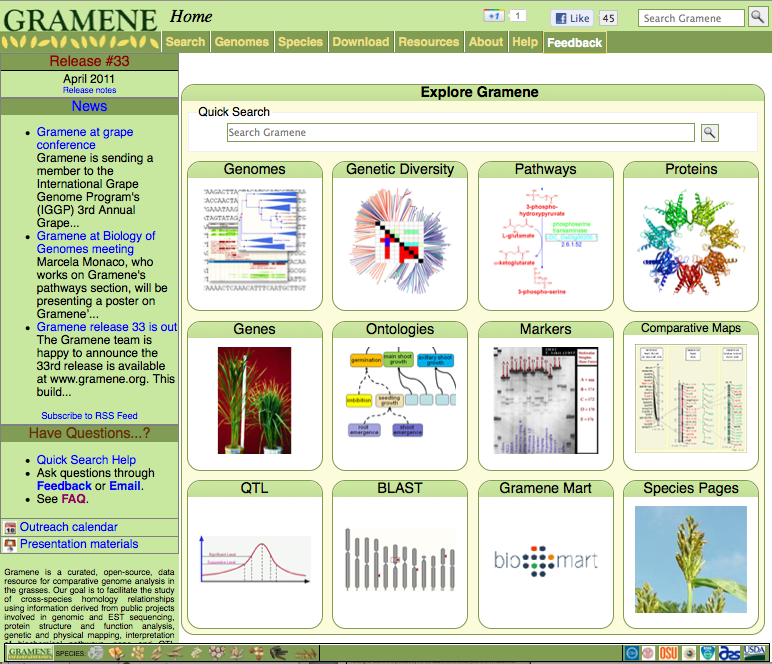 GRAMENE
Home
+1
1
Like
45
Search Gramene
Search
Genomes
Species
Download
Resources
About
Help
Feedback
Release #33
April 2011
Release notes
News
Gramene at grape
conference
Gramene is sending a
member to the
International Grape
Genome Program's
(IGGP) 3rd Annual
Grape...
Gramene at Biology of
Genomes meeting
Marcela Monaco, who
works on Gramene's
pathways section, will be
presenting a poster on
Gramene'...
Gramene release 33 is out
The Gramene team is
happy to announce the
33rd release is available
at www.gramene.org. This
build...
Subscribe to RSS Feed
Have Questions...?
Quick Search Help
Ask questions through
Feedback or Email.
See FAQ.
Outreach calendar
Presentation materials
Gramene is a curated, open-source, data
resource for comparative genome analysis in
the grasses. Our goal is to facilitate the study
of cross-species homology relationships
using information derived from public projects
involved in genomic and EST sequencing,
protein structure and function analysis,
genetic and physical mapping, interpretation
Explore Gramene
Quick Search
Search Gramene
Genomes
Genetic Diversity
Pathways
3-phospho-
hydroxypyruvate
L-glutamate
phosphoserine
transaminase
2.6.1.52
α-ketoglutarate
3-phospho-serine
Proteins
Genes
Ontologies
germination
main shoot
growth
axillary shoot
growth
imbibition
seedling
growth
root
emergence
shoot
emergence
Markers
Comparative Maps
QTL
Significant Level
Suggestive Level
BLAST
Gramene Mart
bio mart
Species Pages
GRAMENE
SPECIES
OSU
USDA